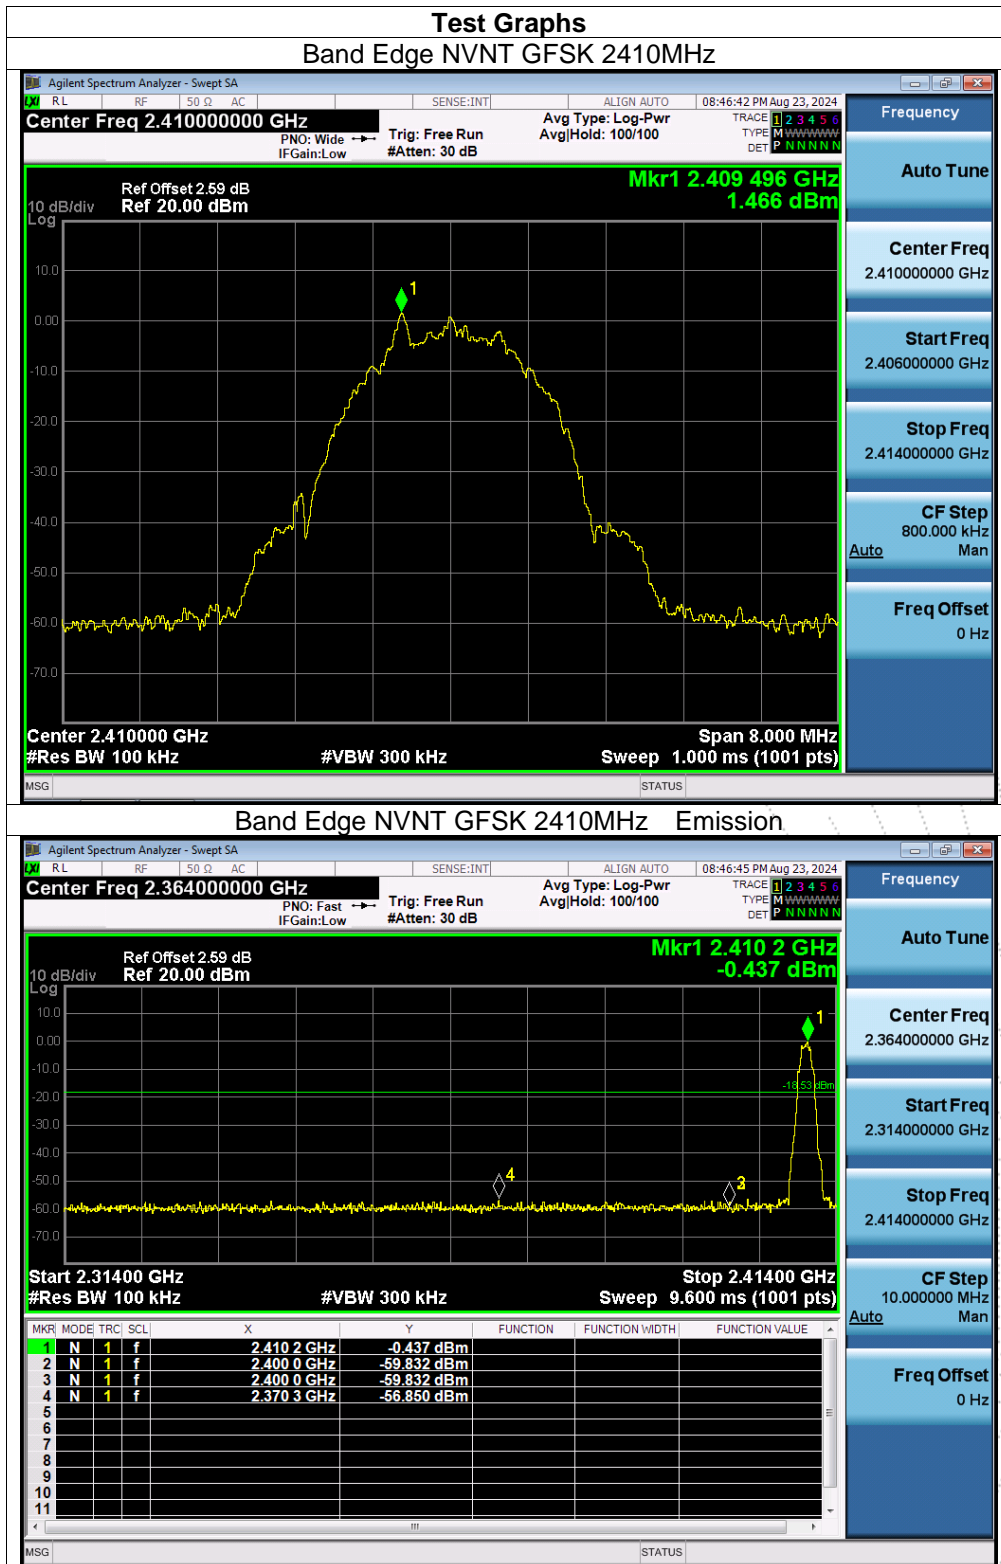 Test Graphs
Band Edge NVNT GFSK 2410MHz
Agilent Spectrum Analyzer - Swept SA
LXI RL RF 50 Ω AC SENSE:INT ALIGN AUTO 08:46:42 PM Aug 23, 2024
Center Freq 2.410000000 GHz
PNO: Wide
IFGain:Low
Trig: Free Run
#Atten: 30 dB
Avg Type: Log-Pwr
Avg|Hold: 100/100
TRACE 1 2 3 4 5 6
TYPE M WWWWW
DET P N N N N N
Frequency
Auto Tune
Center Freq
2.410000000 GHz
Start Freq
2.406000000 GHz
Stop Freq
2.414000000 GHz
CF Step
800.000 kHz
Auto Man
Freq Offset
0 Hz
Mkr1 2.409 496 GHz
1.466 dBm
Ref Offset 2.59 dB
10 dB/div Ref 20.00 dBm
Log
10.0
0.00
-10.0
-20.0
-30.0
-40.0
-50.0
-60.0
-70.0
1
Center 2.410000 GHz Span 8.000 MHz
#Res BW 100 kHz #VBW 300 kHz Sweep 1.000 ms (1001 pts)
MSG STATUS
Band Edge NVNT GFSK 2410MHz Emission
Agilent Spectrum Analyzer - Swept SA
LXI RL RF 50 Ω AC SENSE:INT ALIGN AUTO 08:46:45 PM Aug 23, 2024
Center Freq 2.364000000 GHz
PNO: Fast
IFGain:Low
Trig: Free Run
#Atten: 30 dB
Avg Type: Log-Pwr
Avg|Hold: 100/100
TRACE 1 2 3 4 5 6
TYPE M WWWWW
DET P N N N N N
Frequency
Auto Tune
Center Freq
2.364000000 GHz
Start Freq
2.314000000 GHz
Stop Freq
2.414000000 GHz
CF Step
10.000000 MHz
Auto Man
Freq Offset
0 Hz
Mkr1 2.410 2 GHz
-0.437 dBm
Ref Offset 2.59 dB
10 dB/div Ref 20.00 dBm
Log
10.0
0.00
-10.0
-20.0
-30.0
-40.0
-50.0
-60.0
-70.0
1
-18.53 dBm
4
3
Start 2.31400 GHz Stop 2.41400 GHz
#Res BW 100 kHz #VBW 300 kHz Sweep 9.600 ms (1001 pts)
MKR MODE TRC SCL X Y FUNCTION FUNCTION WIDTH FUNCTION VALUE
1 N 1 f 2.410 2 GHz -0.437 dBm
2 N 1 f 2.400 0 GHz -59.832 dBm
3 N 1 f 2.400 0 GHz -59.832 dBm
4 N 1 f 2.370 3 GHz -56.850 dBm
5
6
7
8
9
10
11
MSG STATUS